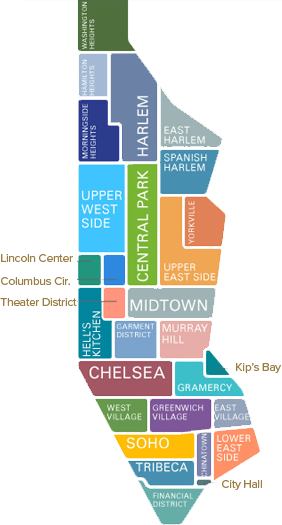 WASHINGTON
HEIGHTS
HAMILTON
HEIGHTS
HARLEM
MORNINGSIDE
HEIGHTS
EAST
HARLEM
SPANISH
HARLEM
UPPER
WEST
SIDE
CENTRAL PARK
YORKVILLE
UPPER
EAST SIDE
Lincoln Center
Columbus Cir.
Theater District
MIDTOWN
HELL'S
KITCHEN
GARMENT
DISTRICT
MURRAY
HILL
CHELSEA
Kip's Bay
GRAMERCY
WEST
VILLAGE
GREENWICH
VILLAGE
EAST
VILLAGE
SOHO
CHINATOWN
LOWER
EAST
SIDE
TRIBECA
City Hall
FINANCIAL
DISTRICT